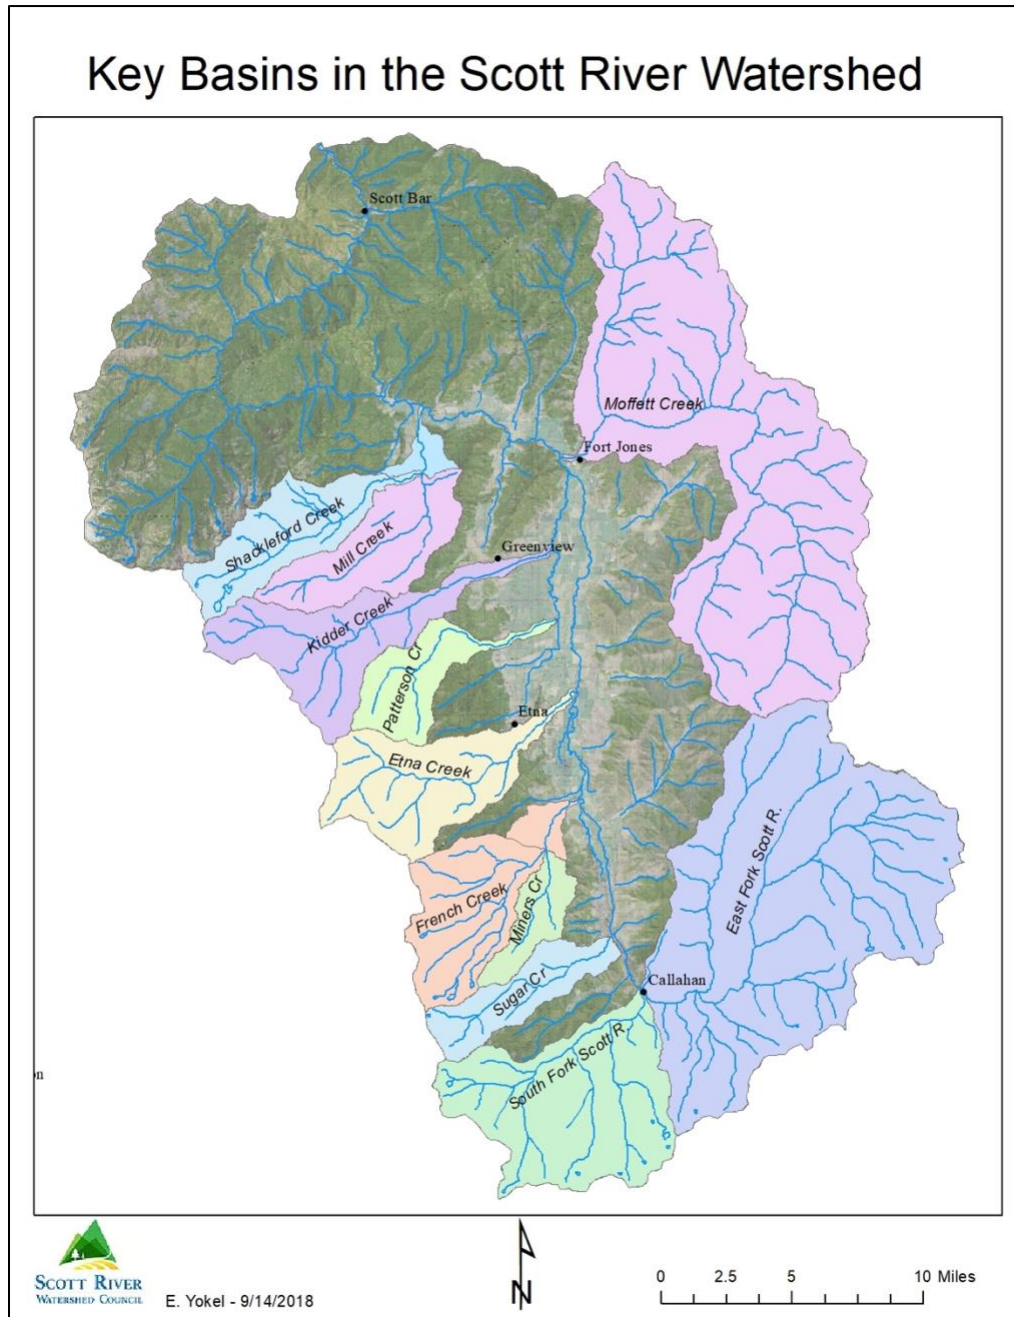 Key Basins in the Scott River Watershed
Scott Bar
Moffett Creek
Fort Jones
Shackleford Creek
Mill Creek
Greenview
Kidder Creek
Patterson Cr
Etna
Etna Creek
East Fork Scott R.
French Creek
Miners Cr
Sugar Cr
Callahan
South Fork Scott R.
n
SCOTT RIVER
WATERSHED COUNCIL
E. Yokel - 9/14/2018
N
0 2.5 5 10 Miles